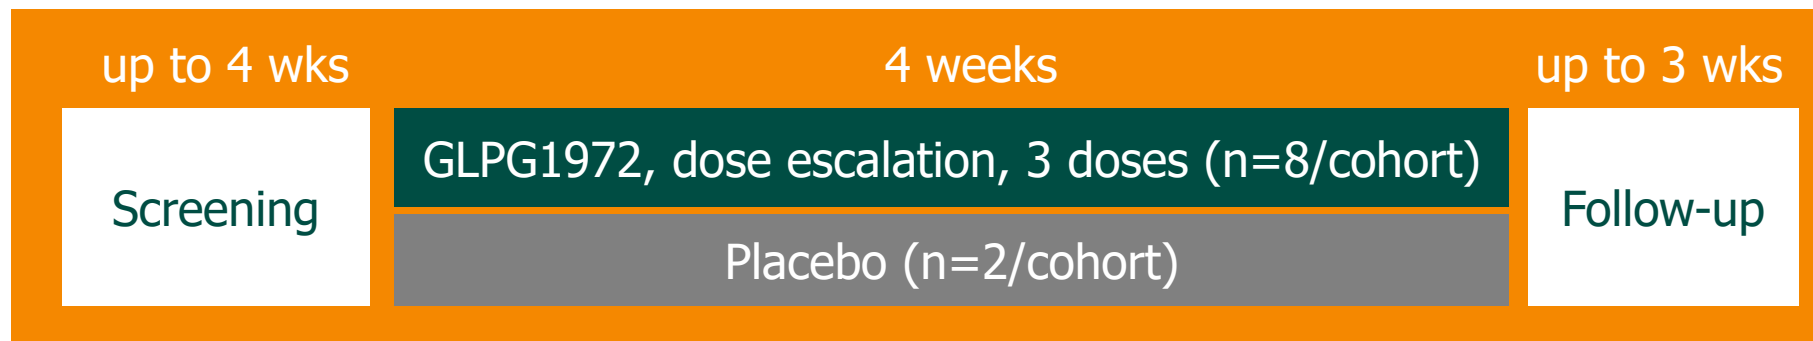 up to 4 wks
4 weeks
up to 3 wks
Screening
GLPG1972, dose escalation, 3 doses (n=8/cohort)
Placebo (n=2/cohort)
Follow-up